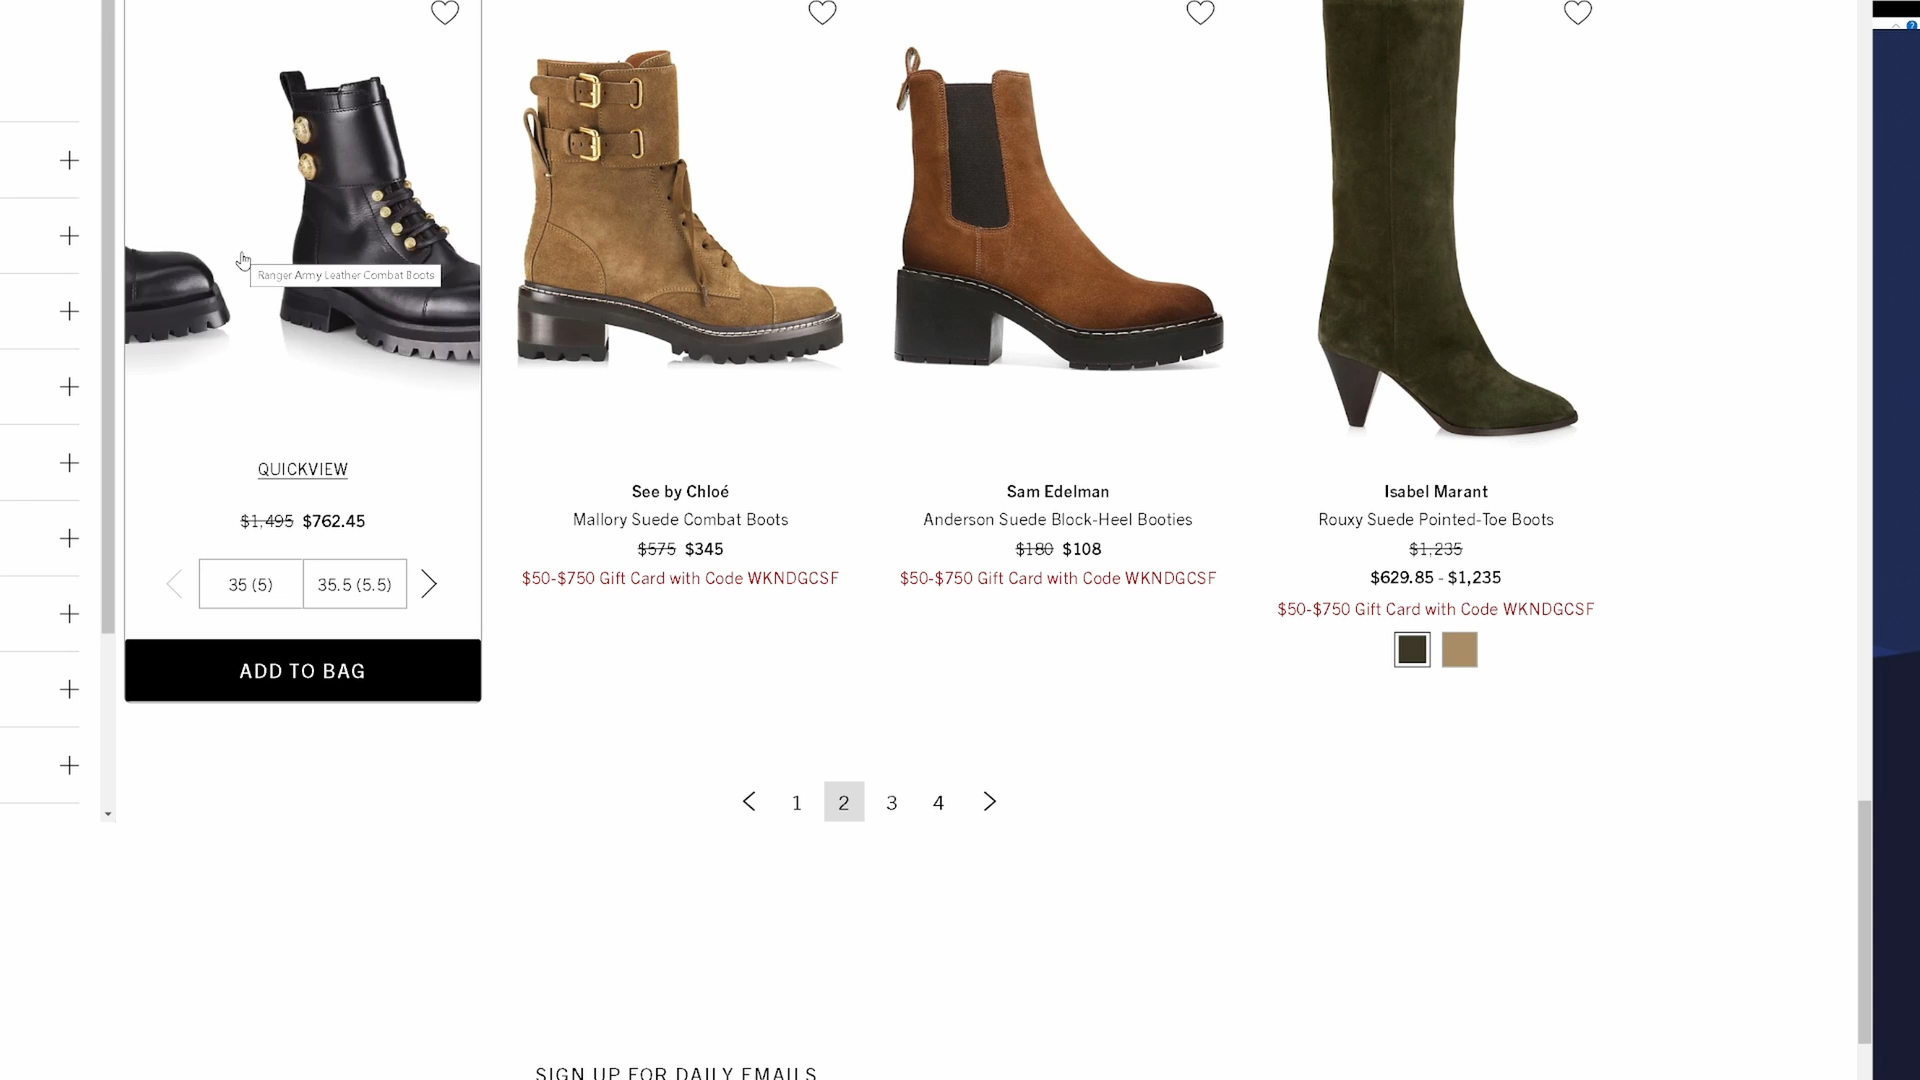 Ranger Army Leather Combat Boots
QUICKVIEW
$1,495 $762.45
35 (5) 35.5 (5.5)
ADD TO BAG
See by Chloé
Mallory Suede Combat Boots
$575 $345
$50-$750 Gift Card with Code WKNDGCSF
Sam Edelman
Anderson Suede Block-Heel Booties
$180 $108
$50-$750 Gift Card with Code WKNDGCSF
Isabel Marant
Rouxy Suede Pointed-Toe Boots
$1,235
$629.85 - $1,235
$50-$750 Gift Card with Code WKNDGCSF
1 2 3 4
SIGN UP FOR DAILY EMAILS